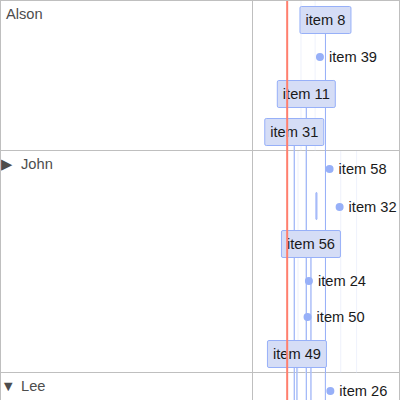 Alson
item 8
item 39
item 11
item 31
▶ John
item 58
item 32
item 56
item 24
item 50
item 49
▼ Lee
item 26